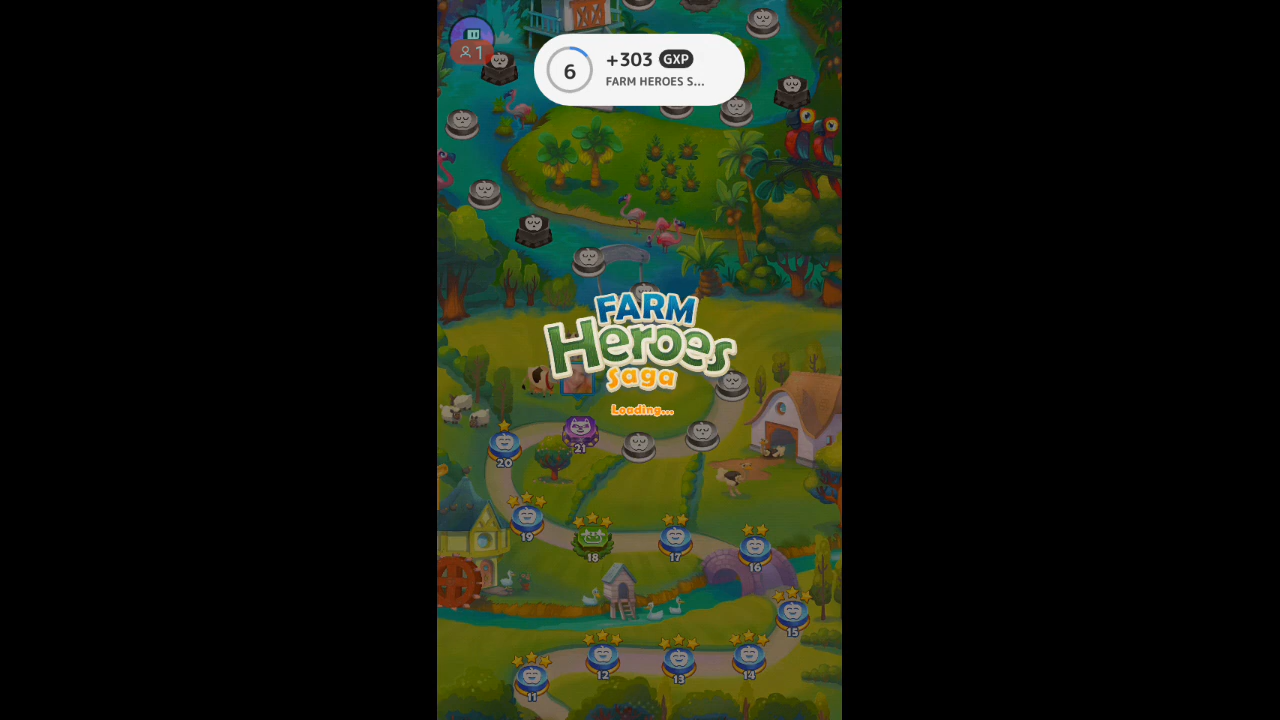 1
6
+303 GXP
FARM HEROES S...
FARM
Heroes
Saga
Loading...
21
20
19
18
17
16
15
14
13
12
11